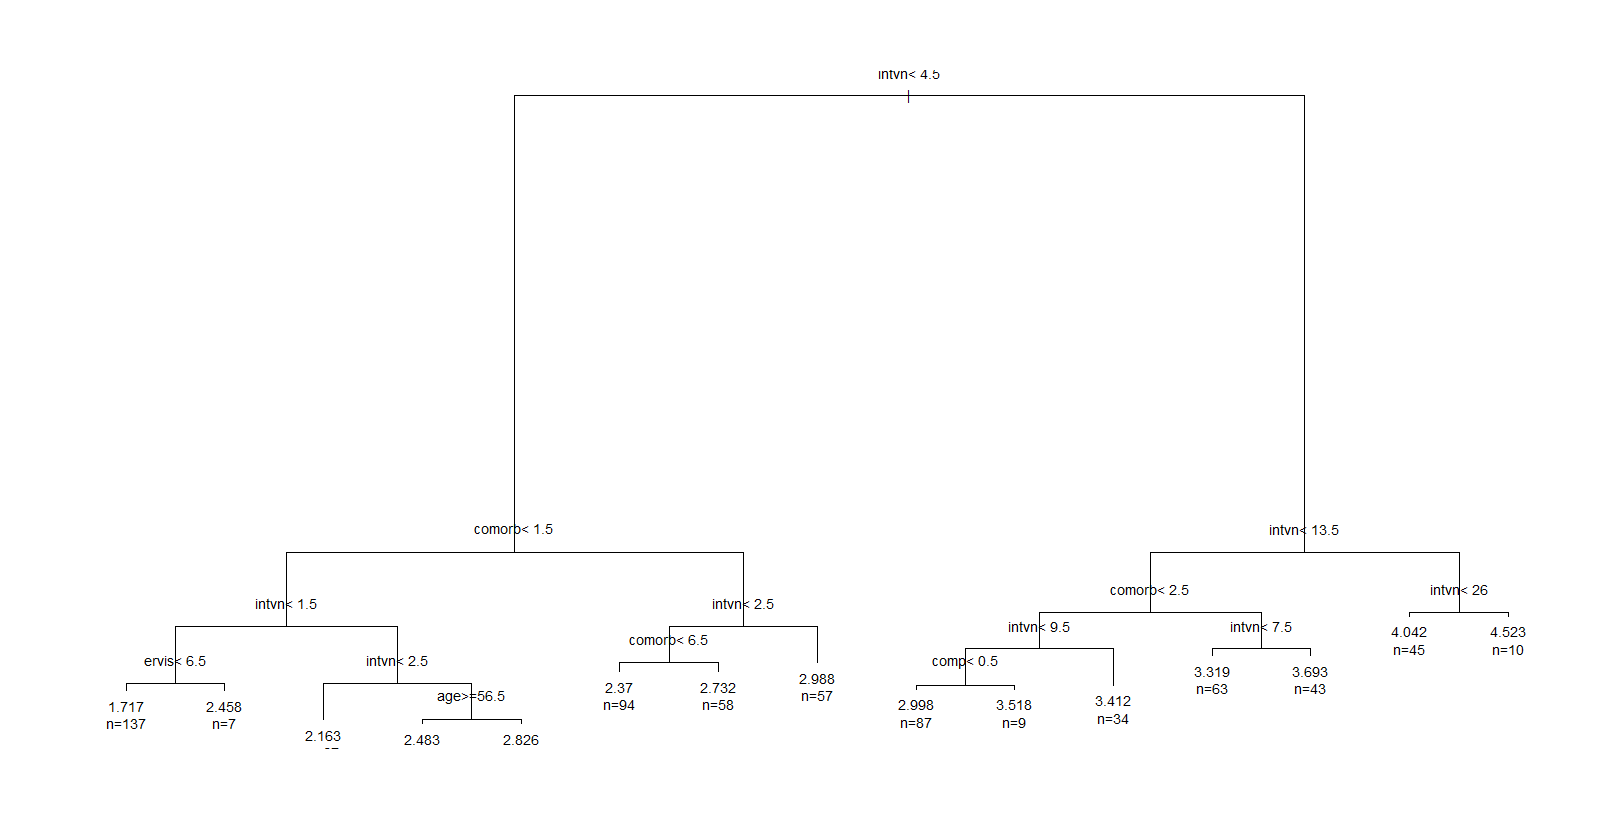 intvn< 4.5
comorb< 1.5
intvn< 13.5
intvn< 1.5
intvn< 2.5
comorb< 2.5
intvn< 26
ervis< 6.5
intvn< 2.5
comorb< 6.5
intvn< 9.5
intvn< 7.5
age>=56.5
comp< 0.5
1.717
n=137
2.458
n=7
2.163
2.483
2.826
2.37
n=94
2.732
n=58
2.988
n=57
2.998
n=87
3.518
n=9
3.412
n=34
3.319
n=63
3.693
n=43
4.042
n=45
4.523
n=10